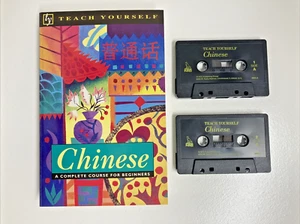 TEACH YOURSELF
普通话
Chinese
A COMPLETE COURSE FOR BEGINNERS
TEACH YOURSELF
Chinese
TEACH YOURSELF
Chinese